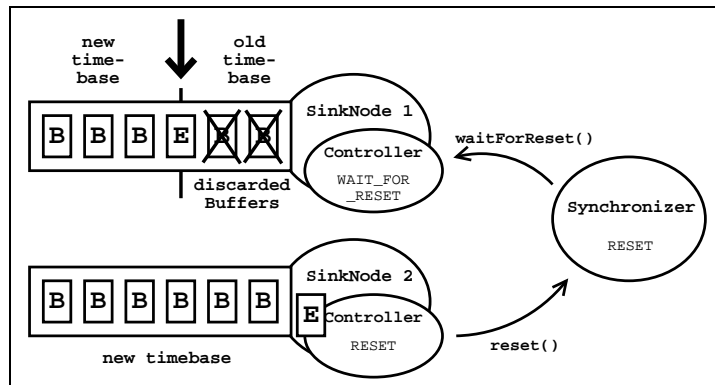 new
time-
base
old
time-
base
B B B E B B
SinkNode 1
Controller
WAIT_FOR
_RESET
discarded
Buffers
waitForReset()
Synchronizer
RESET
B B B B B B
SinkNode 2
E
Controller
RESET
new timebase
reset()